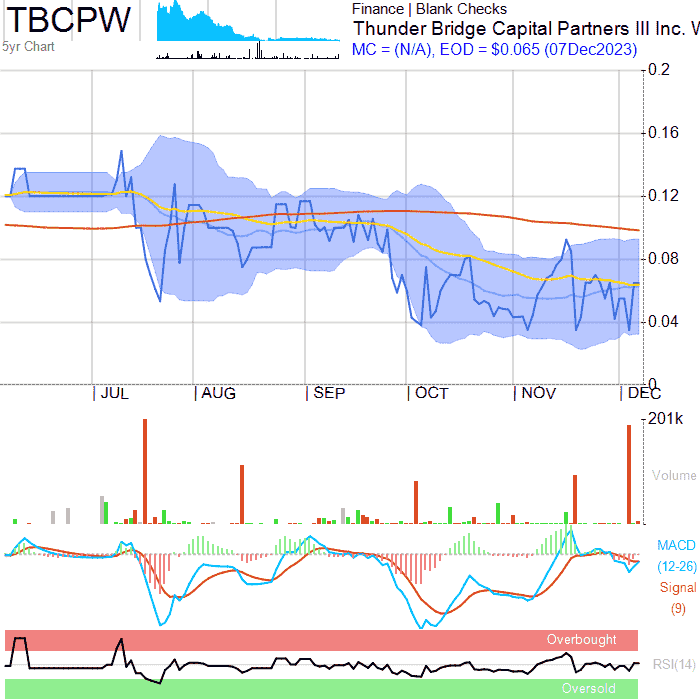 TBCPW
5yr Chart
Finance | Blank Checks
Thunder Bridge Capital Partners III Inc. W
MC = (N/A), EOD = $0.065 (07Dec2023)
0.2
0.16
0.12
0.08
0.04
0
JUL AUG SEP OCT NOV DEC
201k
Volume
MACD
(12-26)
Signal
(9)
Overbought
RSI(14)
Oversold